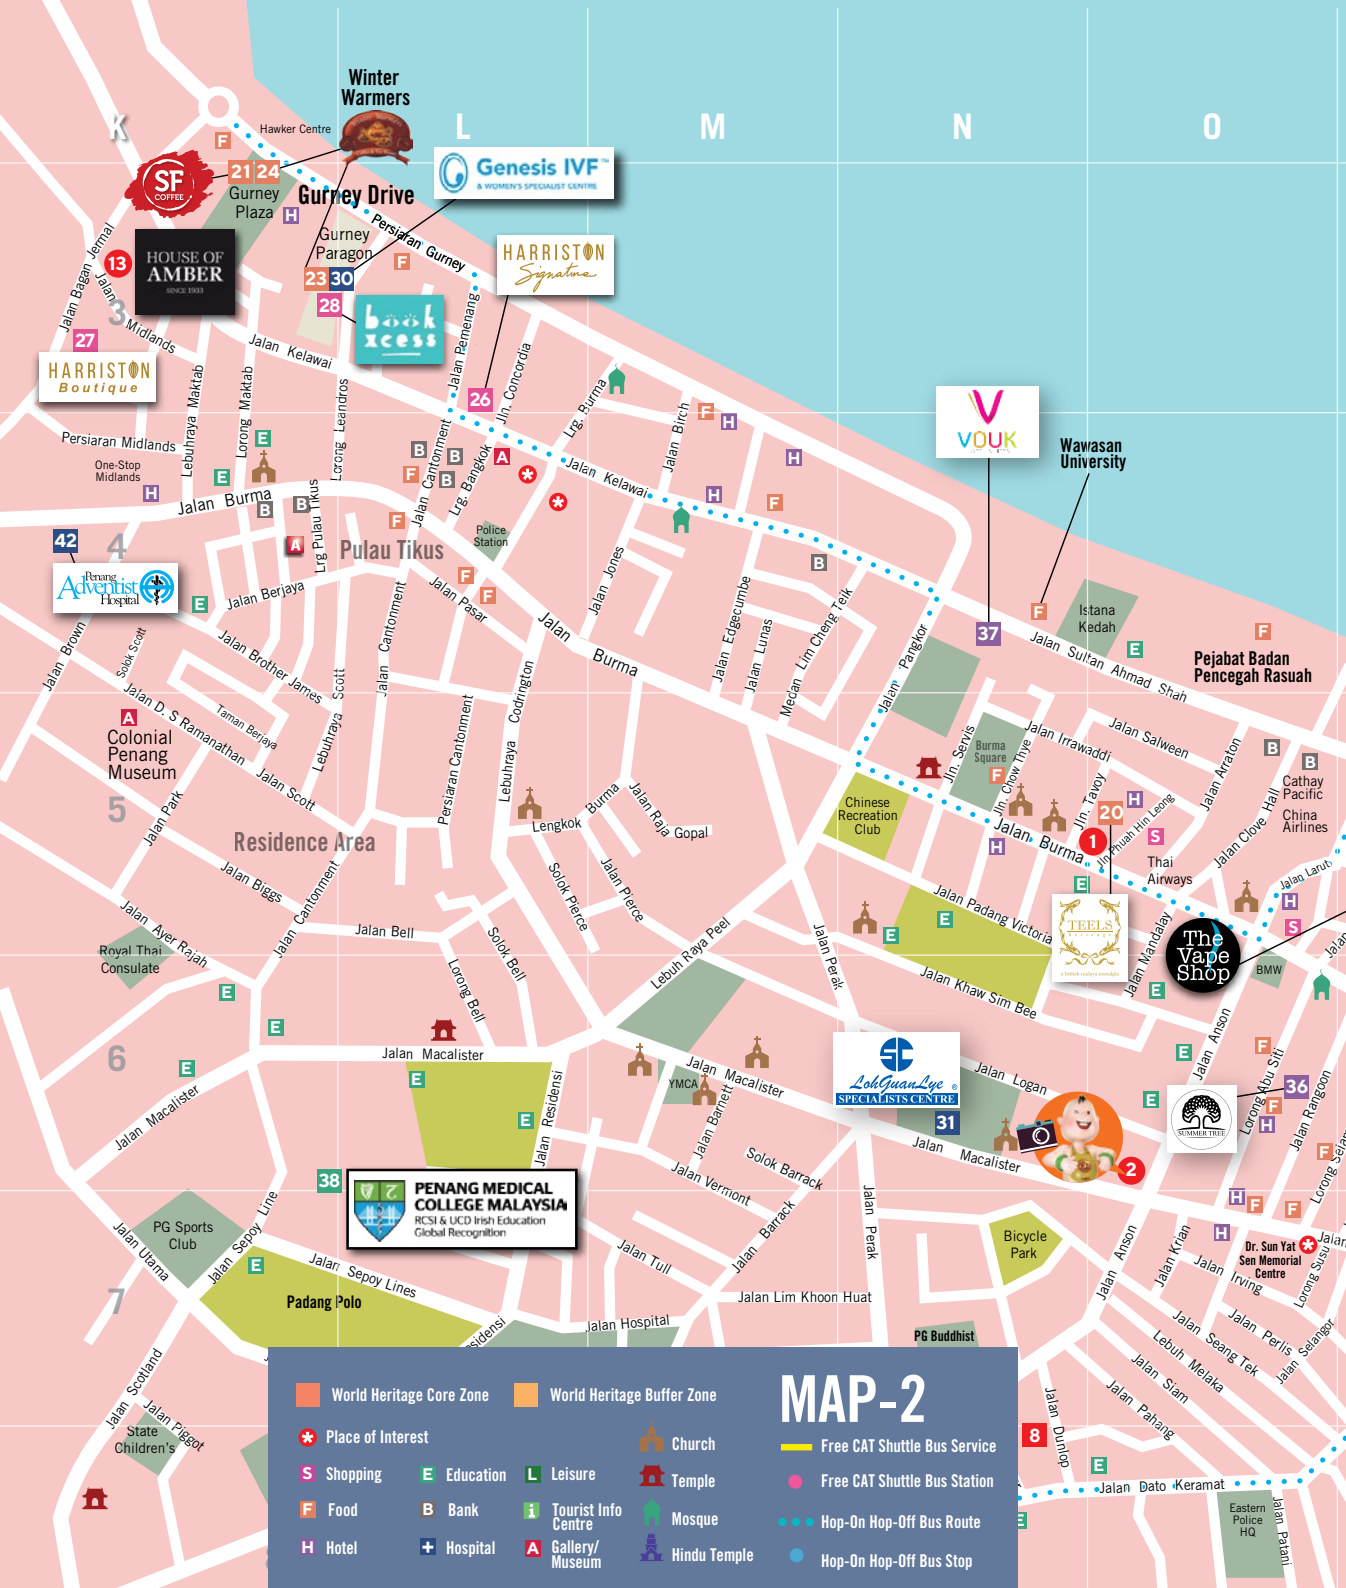 Winter
Warmers
K
L
M
N
O
Hawker Centre
F
SF
COFFEE
21 24
Gurney
Plaza
H
Gurney Drive
Genesis IVF™
& WOMEN'S SPECIALIST CENTRE
Persiaran Gurney
Gurney
Paragon
F
23 30
28
book
xcess
HARRISTON
Signature
13
HOUSE OF
AMBER
SINCE 1933
Jalan Bagan Jermal
Jalan Midlands
3
27
HARRISTON
Boutique
Jalan Kelawai
Jalan Pemenang
Jln. Concordia
26
Lrg. Burma
Lebuhraya Maktab
Lorong Maktab
Lorong Leandros
Persiaran Midlands
One-Stop
Midlands
H
E
E
Jalan Burma
B
B
Lrg Pulau Tikus
B
B
B
F
A
Jalan Cantonment
Lrg. Bangkok
Jalan Kelawai
Jalan Birch
F
H
H
H
F
B
VOUK
Wawasan
University
42
4
Penang
Adventist
Hospital
A
F
Pulau Tikus
Police
Station
F
F
E
Jalan Berjaya
Jalan Pasar
Jalan Jones
Jalan Burma
Jalan Edgecumbe
Jalan Lunas
Medan Lim Cheng Teik
Jalan Pangkor
37
F
Istana
Kedah
E
F
Jalan Sultan Ahmad Shah
Pejabat Badan
Pencegah Rasuah
Jalan Brown
Solok Scott
Jalan Brother James
Jalan D. S Ramanathan
Taman Berjaya
Jalan Scott
Lebuhraya Scott
Jalan Cantonment
Persiaran Cantonment
Lebuhraya Codrington
A
Colonial
Penang
Museum
5
Jalan Park
Residence Area
Lengkok Burma
Jalan Raja Gopal
Jln. Servis
Burma
Square
F
Jln. Chow Thye
Jalan Irrawaddi
Jalan Salween
Jln. Tavoy
Jln Phuah Hin Leong
Jalan Arraton
Jalan Clove Hall
B
B
Cathay
Pacific
China
Airlines
Chinese
Recreation
Club
Jalan Burma
H
1
20
H
S
Thai
Airways
Jalan Larut
H
S
E
TEELS
heritage
a british malaya nostalgia
The
Vape
Shop
BMW
Jalan Biggs
Jalan Cantonment
Jalan Ayer Rajah
Royal Thai
Consulate
Jalan Bell
Lorong Bell
Solok Bell
Solok Pierce
Jalan Pierce
Lebuh Raya Peel
Jalan Perak
Jalan Padang Victoria
E
E
Jalan Khaw Sim Bee
Jalan Mandalay
E
E
E
6
E
E
Jalan Macalister
Jalan Macalister
E
E
Jalan Residensi
YMCA
Jalan Macalister
Jalan Barnett
SC
LohGuanLye ®
SPECIALISTS CENTRE
31
Jalan Logan
Jalan Macalister
2
E
E
Jalan Anson
SUMMER TREE
F
Lorong Abu Siti
36
F
H
Jalan Rangoon
F
38
PENANG MEDICAL
COLLEGE MALAYSIA
RCSI & UCD Irish Education
Global Recognition
Jalan Vermont
Solok Barrack
Jalan Barrack
Jalan Tull
Jalan Perak
Jalan Lim Khoon Huat
Jalan Hospital
Bicycle
Park
PG Buddhist
H
F
F
H
Dr. Sun Yat
Sen Memorial
Centre
Lorong Susu
Jalan Anson
Jalan Krian
Jalan Irving
Jalan Perlis
Jalan Seang Tek
Lebuh Melaka
Jalan Siam
Jalan Pahang
Jalan Selangor
7
PG Sports
Club
Jalan Utama
Jalan Sepoy Line
E
Jalan Sepoy Lines
Padang Polo
Jalan Scotland
Jalan Piggot
State
Children's
8
Jalan Dunlop
E
E
Jalan Dato Keramat
Eastern
Police
HQ
Jalan Patani
World Heritage Core Zone
World Heritage Buffer Zone
Place of Interest
S Shopping
E Education
L Leisure
F Food
B Bank
i Tourist Info
Centre
H Hotel
Hospital
A Gallery/
Museum
Church
Temple
Mosque
Hindu Temple
MAP-2
Free CAT Shuttle Bus Service
Free CAT Shuttle Bus Station
Hop-On Hop-Off Bus Route
Hop-On Hop-Off Bus Stop